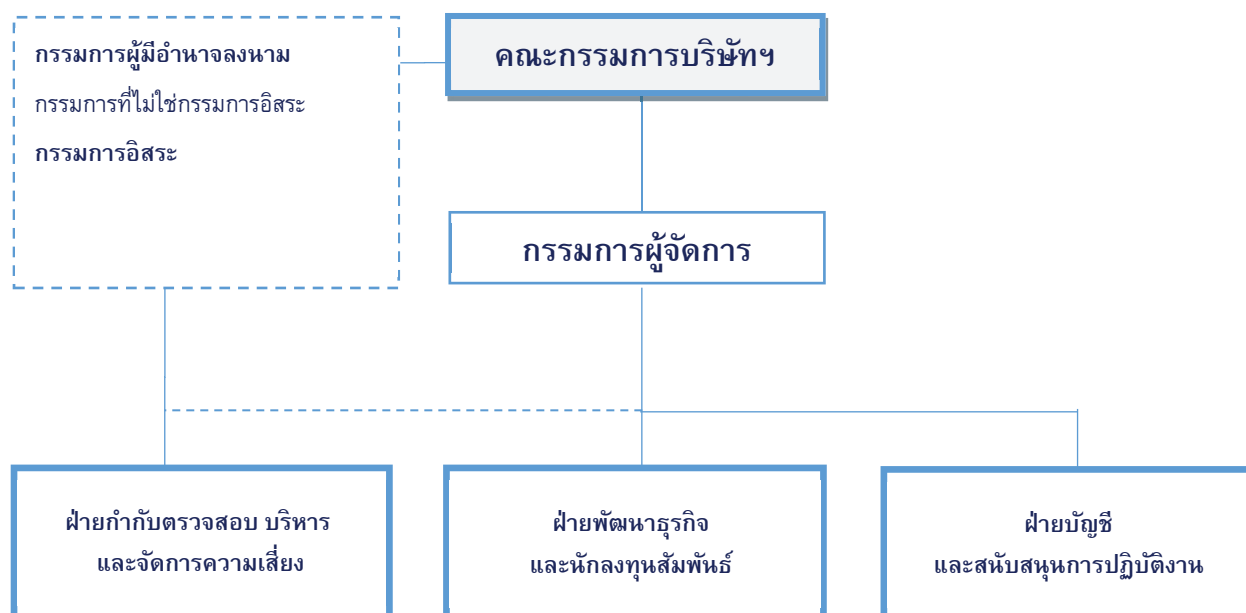 กรรมการผู้มีอำหาจลงหาม
กรรมการที่ไม่ใช่กรรมการอิสระ
กรรมการอิสระ
คณะกรรมการบริษัทฯ
กรรมการผู้จัดการ
ฝ่ายกำกับตรวจสอบ บริหาร
และจัดการความเสี่ยง
ฝ่ายพัฒหาธุรกิจ
และนักลงทุนสัมพันธ์
ฝ่ายบัญชี
และสนับสนุนการปฏิบัติงาน